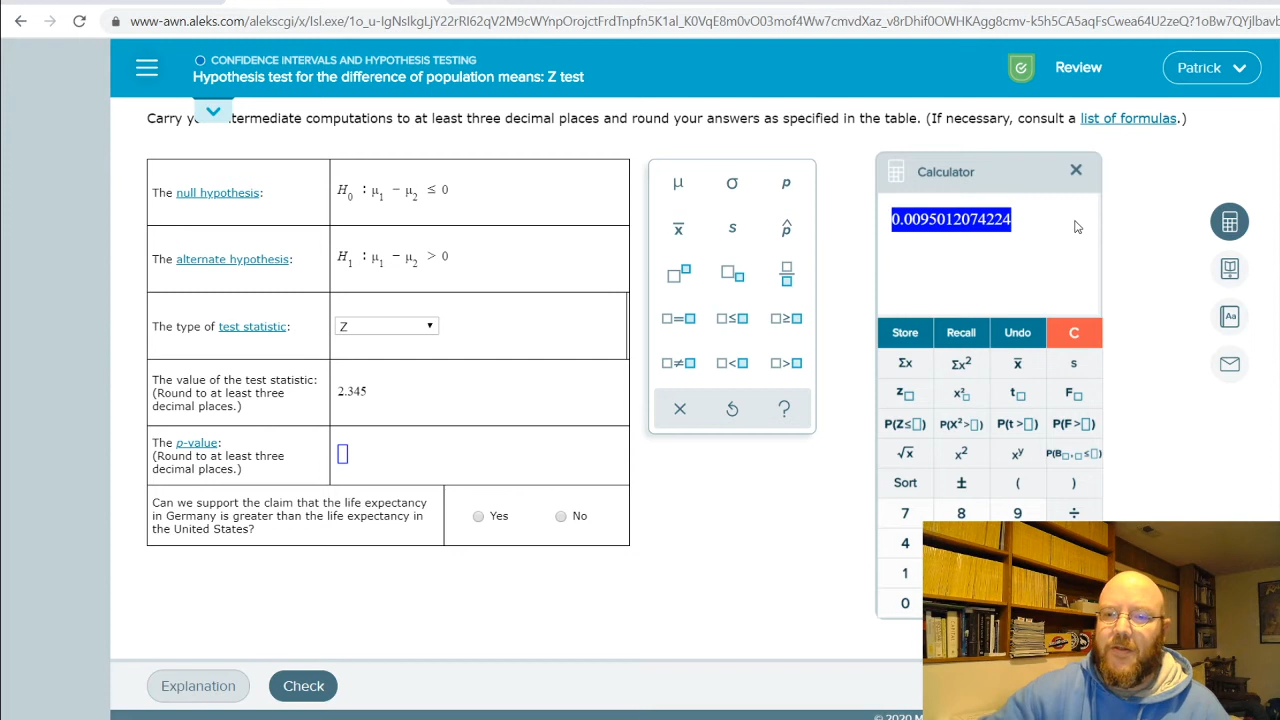 www-awn.aleks.com/alekscgi/x/Isl.exe/1o_u-IgNsIkgLjY22rRI62qV2M9cWYnpOrojctFrdTnpfn5K1al_K0VqE8m0vO03mof4Ww7cmvdXaz_v8rDhif0OWHKAgg8cmv-k5h5CA5aqFsCwea64U2zeQ?1oBw7QYjlbavb
CONFIDENCE INTERVALS AND HYPOTHESIS TESTING
Hypothesis test for the difference of population means: Z test
Review
Patrick
Carry y termediate computations to at least three decimal places and round your answers as specified in the table. (If necessary, consult a list of formulas.)
The null hypothesis:
H0 : μ1 − μ2 ≤ 0
The alternate hypothesis:
H1 : μ1 − μ2 > 0
The type of test statistic:
Z
The value of the test statistic:
(Round to at least three
decimal places.)
2.345
The p-value:
(Round to at least three
decimal places.)
Can we support the claim that the life expectancy
in Germany is greater than the life expectancy in
the United States?
Yes
No
μ σ p
x̄ s p̂
□=□ □≤□ □≥□
□≠□ □<□ □>□
× ?
Calculator ×
0.0095012074224
Store Recall Undo C
Σx Σx² x̄ s
z□ x²□ t□ F□
P(Z≤□) P(X²>□) P(t >□) P(F>□)
√x x² xʸ P(B□,□≤□)
Sort ± ( )
7 8 9 ÷
4
1
0
Aa
Explanation
Check
© 2020 M